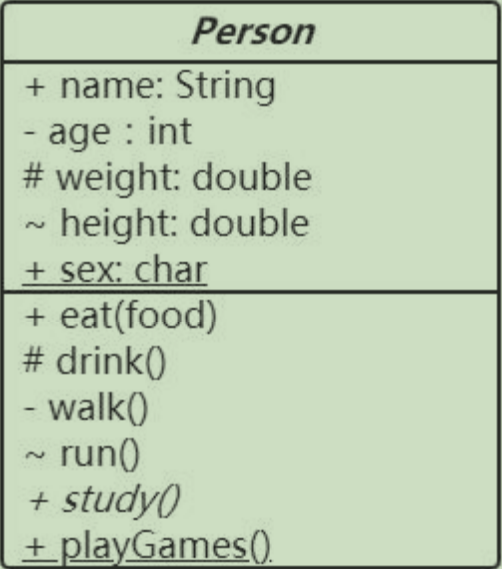 Person
+ name: String
- age : int
# weight: double
~ height: double
+ sex: char
+ eat(food)
# drink()
- walk()
~ run()
+ study()
+ playGames()